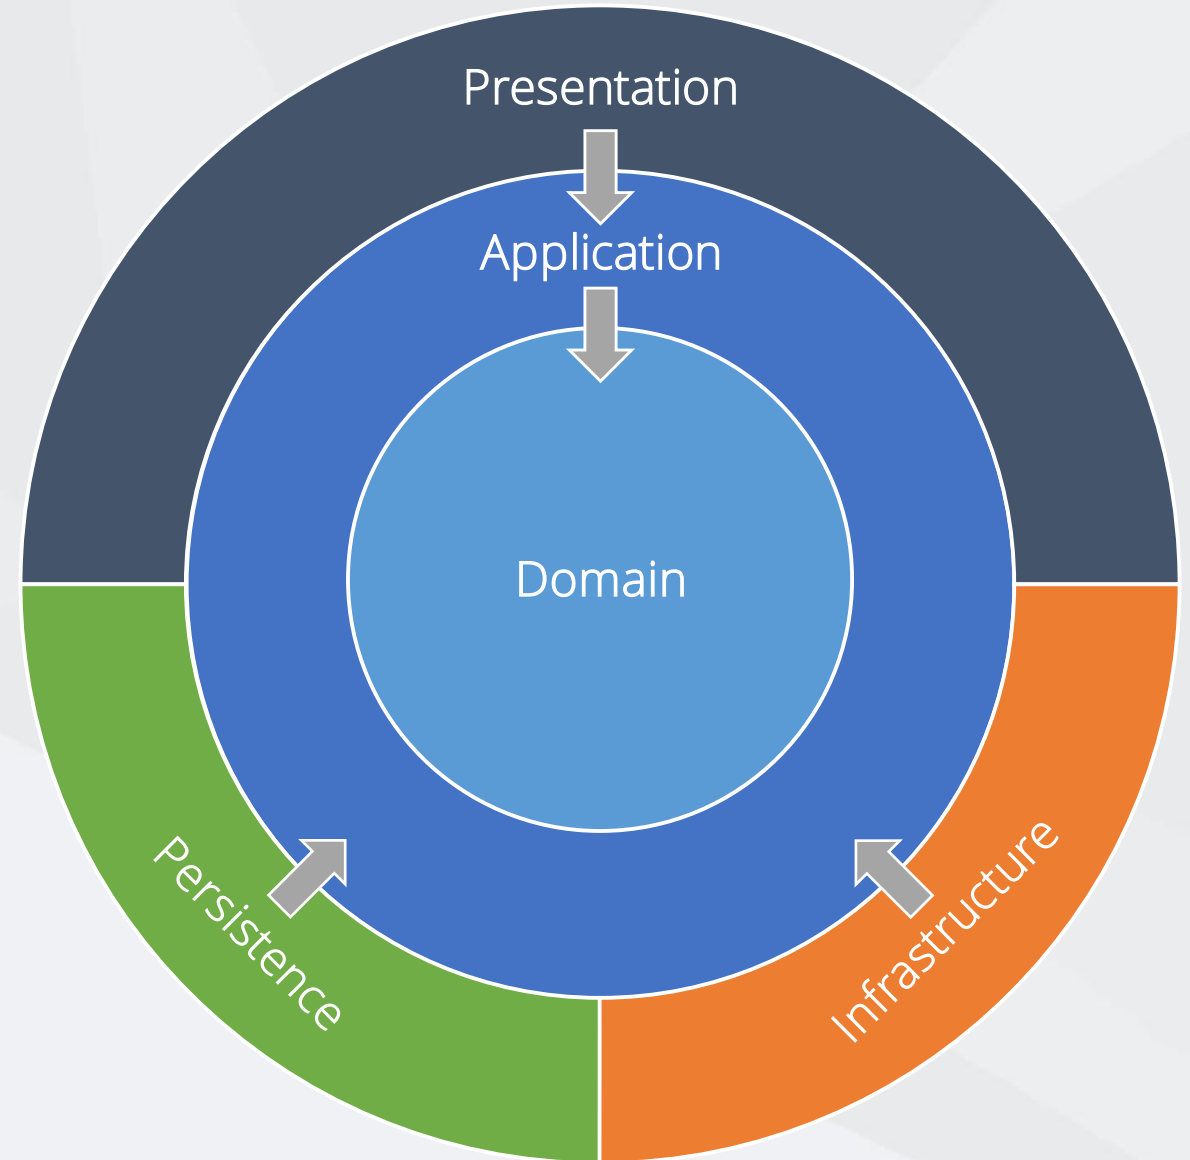 Presentation
Application
Domain
Persistence
Infrastructure